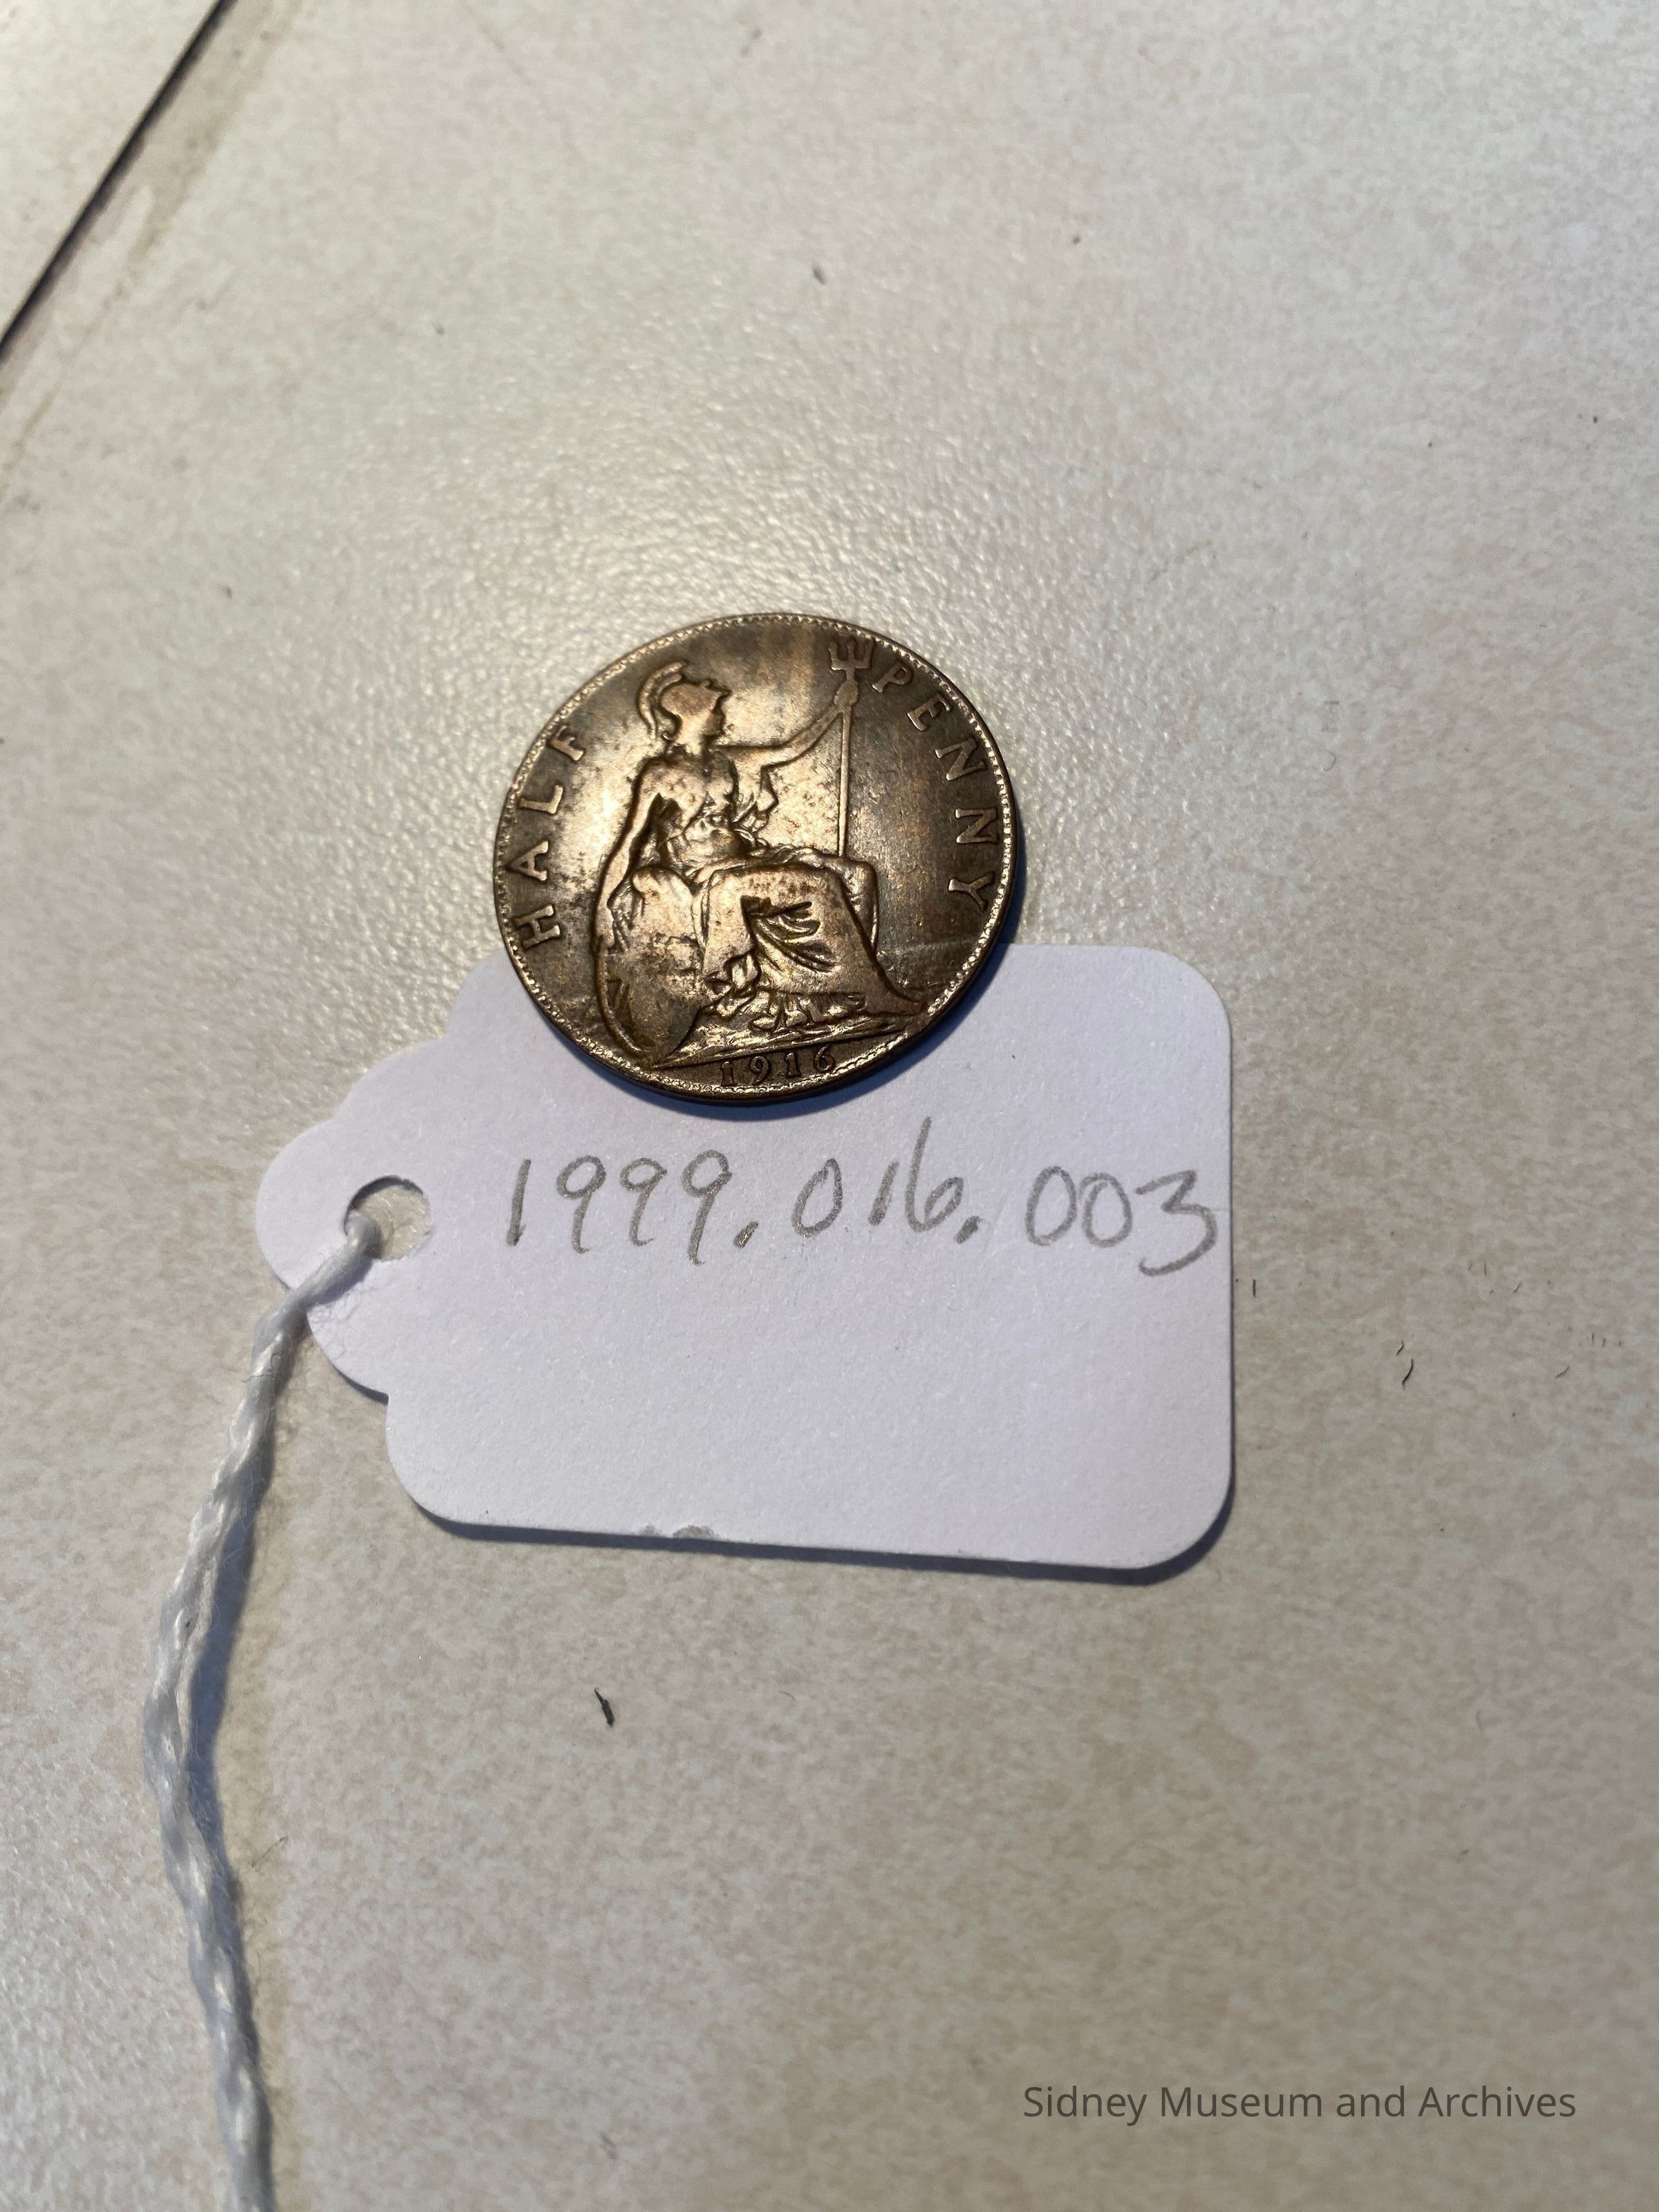 HALF PENNY
1916
1999.016.003
Sidney Museum and Archives